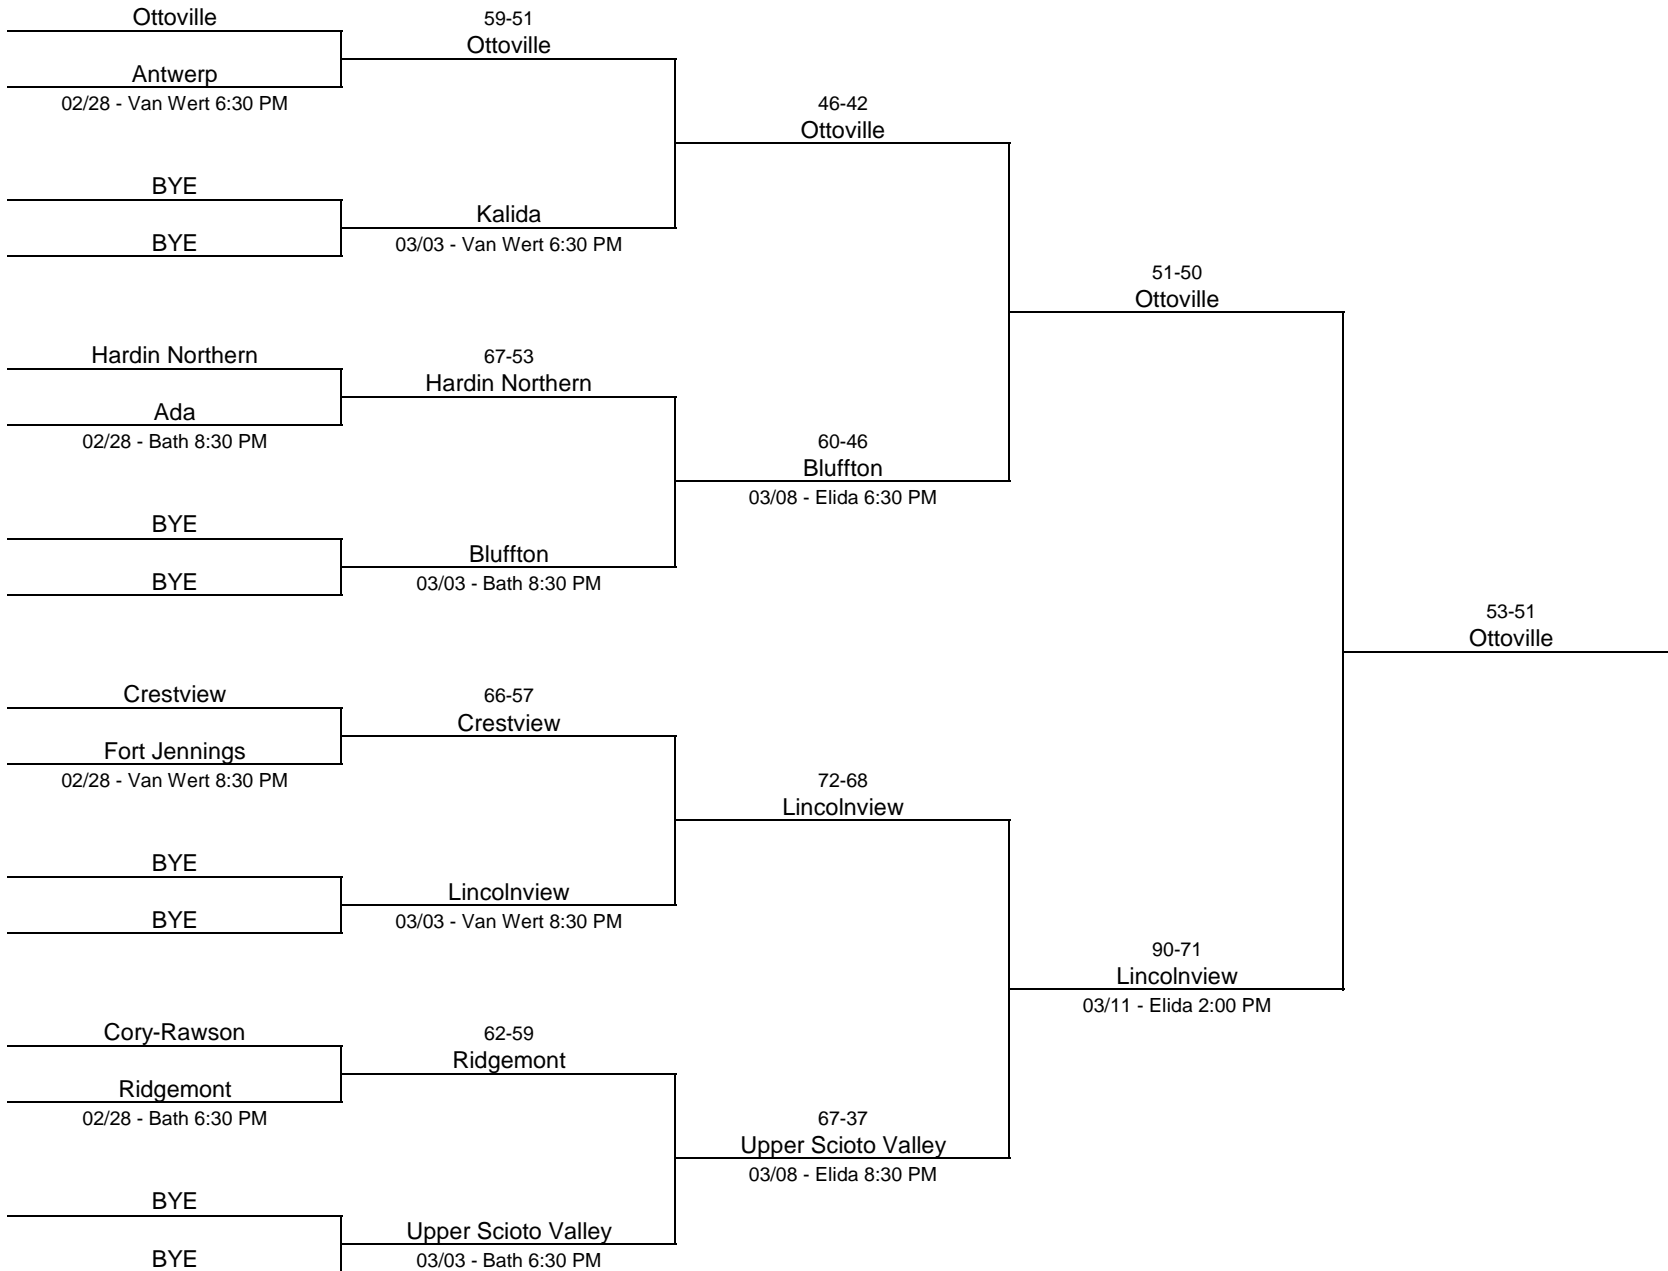 Ottoville
Antwerp
02/28 - Van Wert 6:30 PM
BYE
BYE
Hardin Northern
Ada
02/28 - Bath 8:30 PM
BYE
BYE
Crestview
Fort Jennings
02/28 - Van Wert 8:30 PM
BYE
BYE
Cory-Rawson
Ridgemont
02/28 - Bath 6:30 PM
BYE
BYE
59-51
Ottoville
Kalida
03/03 - Van Wert 6:30 PM
67-53
Hardin Northern
Bluffton
03/03 - Bath 8:30 PM
66-57
Crestview
Lincolnview
03/03 - Van Wert 8:30 PM
62-59
Ridgemont
Upper Scioto Valley
03/03 - Bath 6:30 PM
46-42
Ottoville
60-46
Bluffton
03/08 - Elida 6:30 PM
72-68
Lincolnview
67-37
Upper Scioto Valley
03/08 - Elida 8:30 PM
51-50
Ottoville
90-71
Lincolnview
03/11 - Elida 2:00 PM
53-51
Ottoville